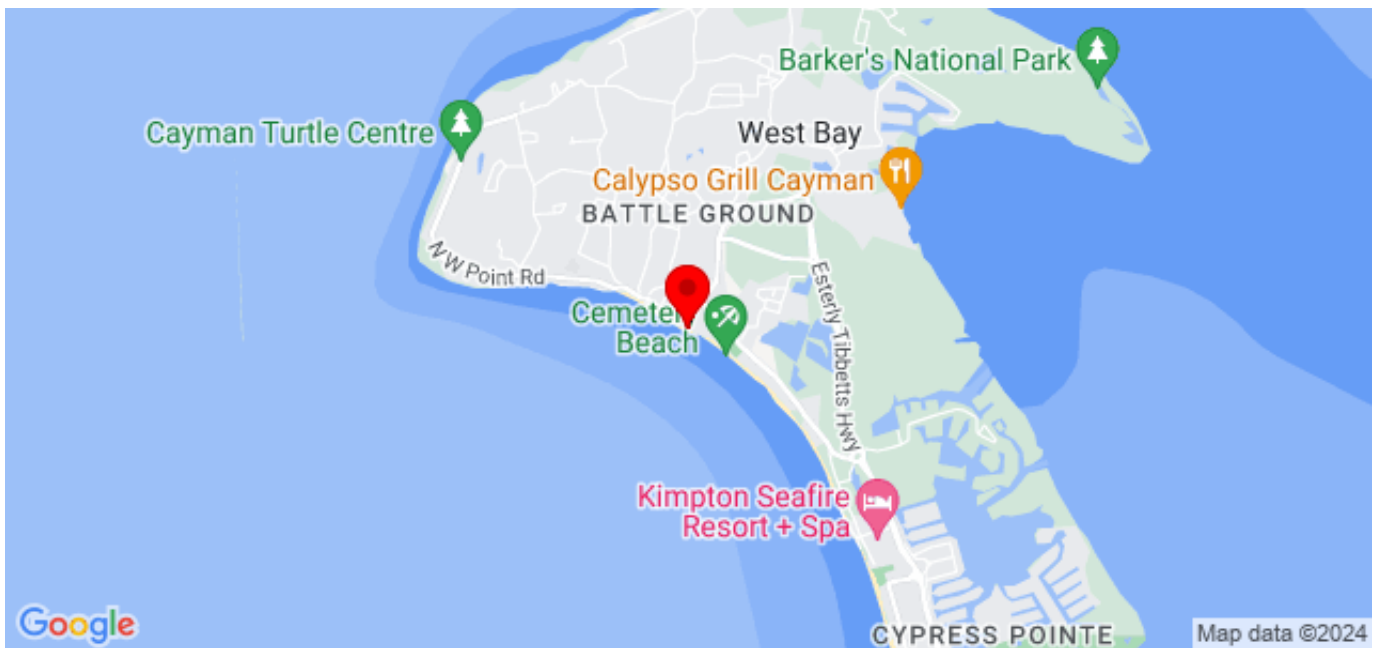 Barker's National Park
Cayman Turtle Centre
West Bay
Calypso Grill Cayman
BATTLE GROUND
NW Point Rd
Esterly Tibbetts Hwy
Beach
Kimpton Seafire
Resort + Spa
CYPRESS POINTE
Google
Map data ©2024